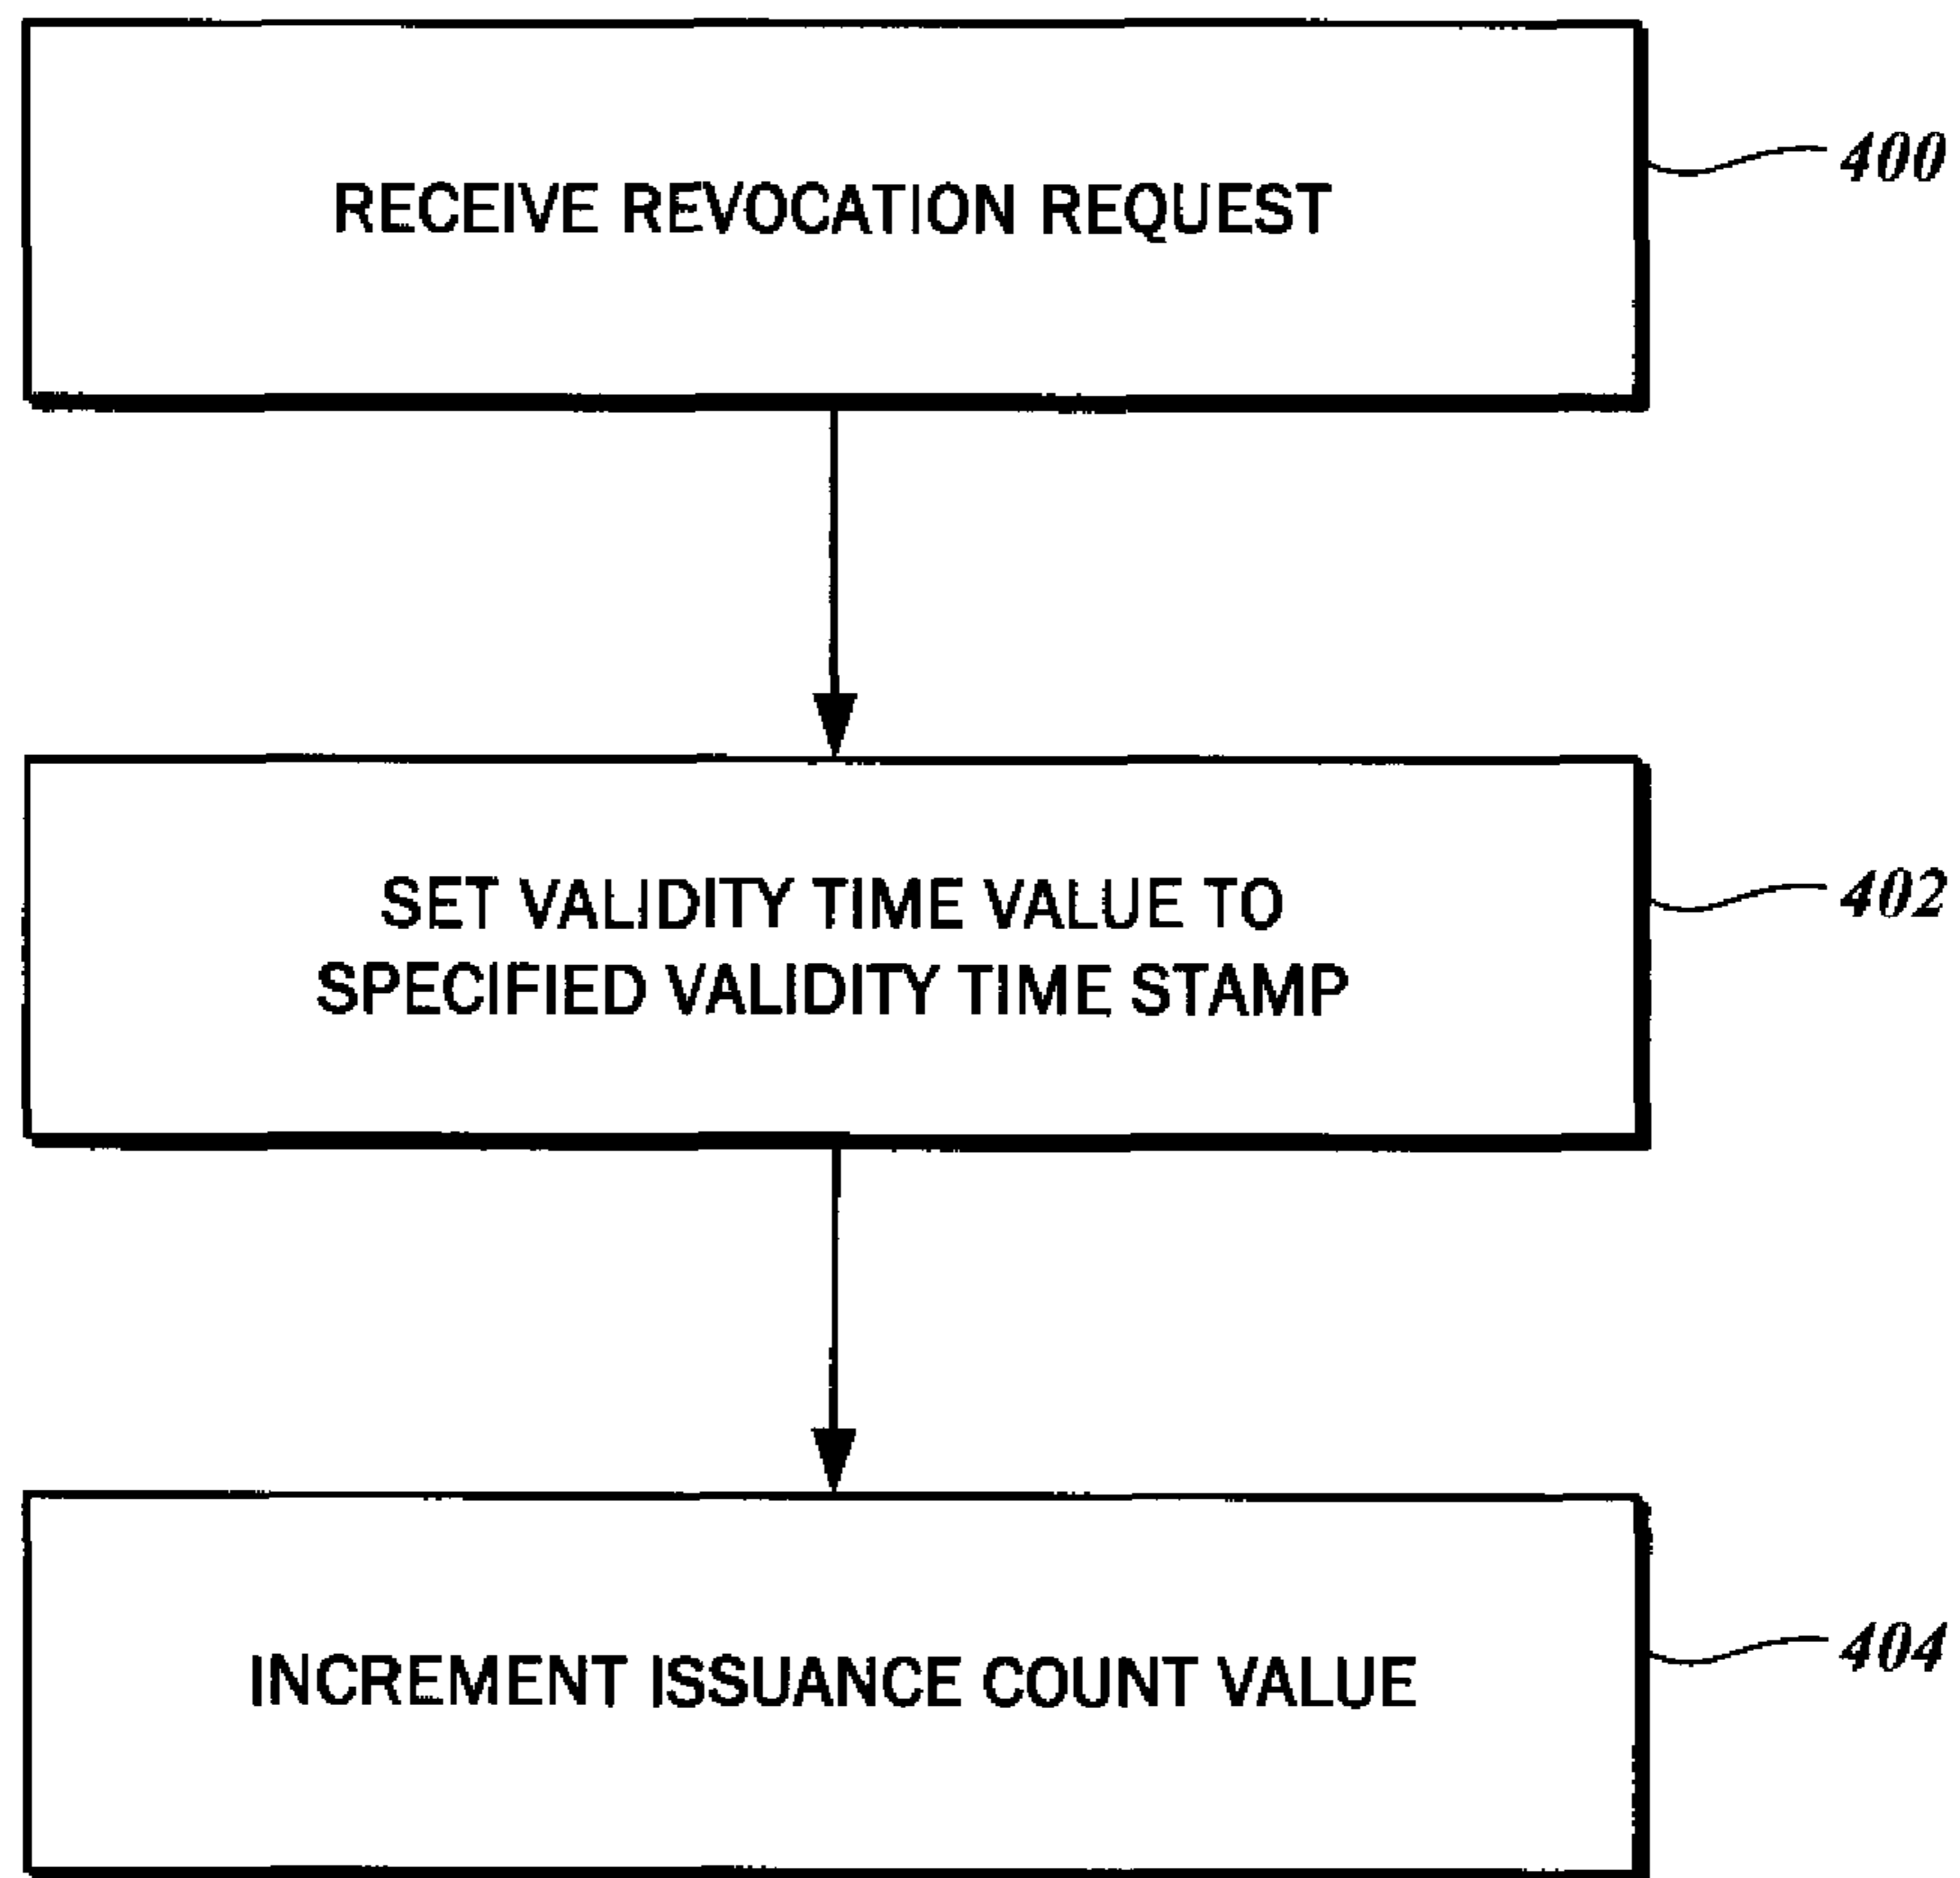 RECEIVE REVOCATION REQUEST
400
SET VALIDITY TIME VALUE TO
SPECIFIED VALIDITY TIME STAMP
402
INCREMENT ISSUANCE COUNT VALUE
404